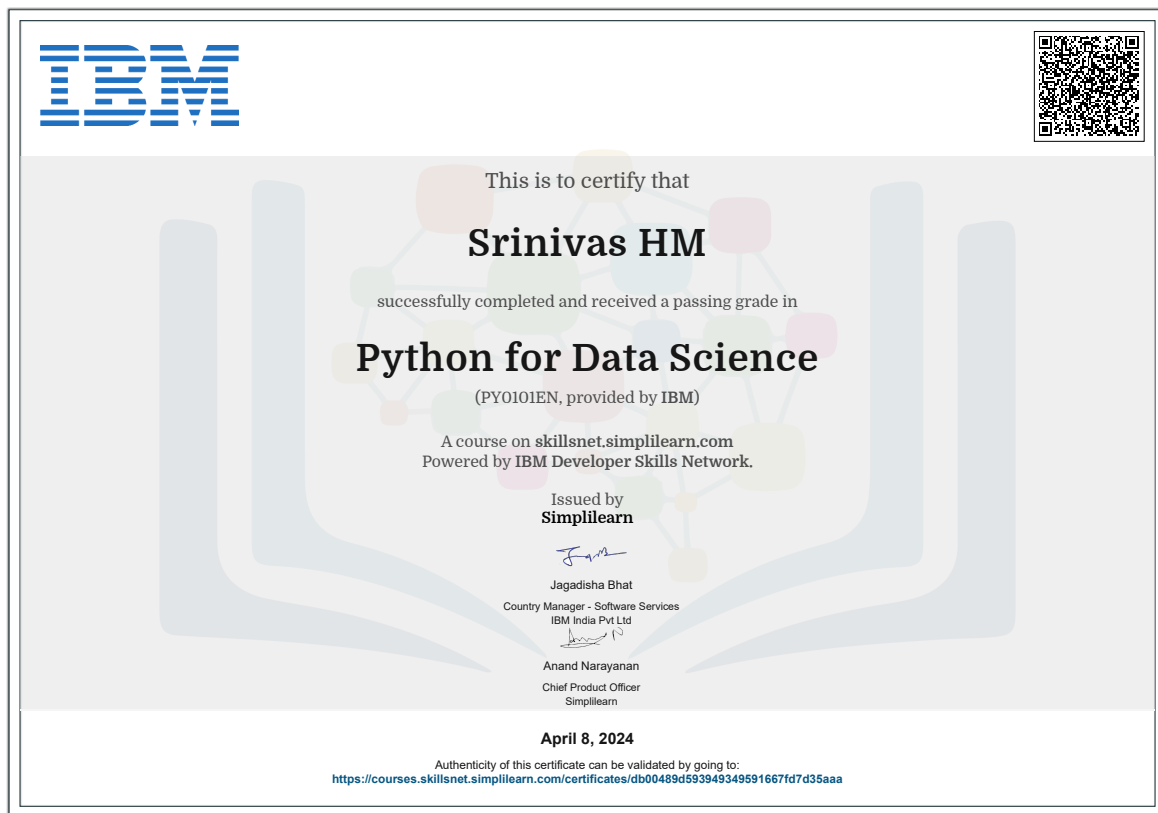 IBM
This is to certify that
Srinivas HM
successfully completed and received a passing grade in
Python for Data Science
(PY0101EN, provided by IBM)
A course on skillsnet.simplilearn.com
Powered by IBM Developer Skills Network.
Issued by
Simplilearn
Jagadisha Bhat
Country Manager - Software Services
IBM India Pvt Ltd
Anand Narayanan
Chief Product Officer
Simplilearn
April 8, 2024
Authenticity of this certificate can be validated by going to:
https://courses.skillsnet.simplilearn.com/certificates/db00489d593949349591667fd7d35aaa